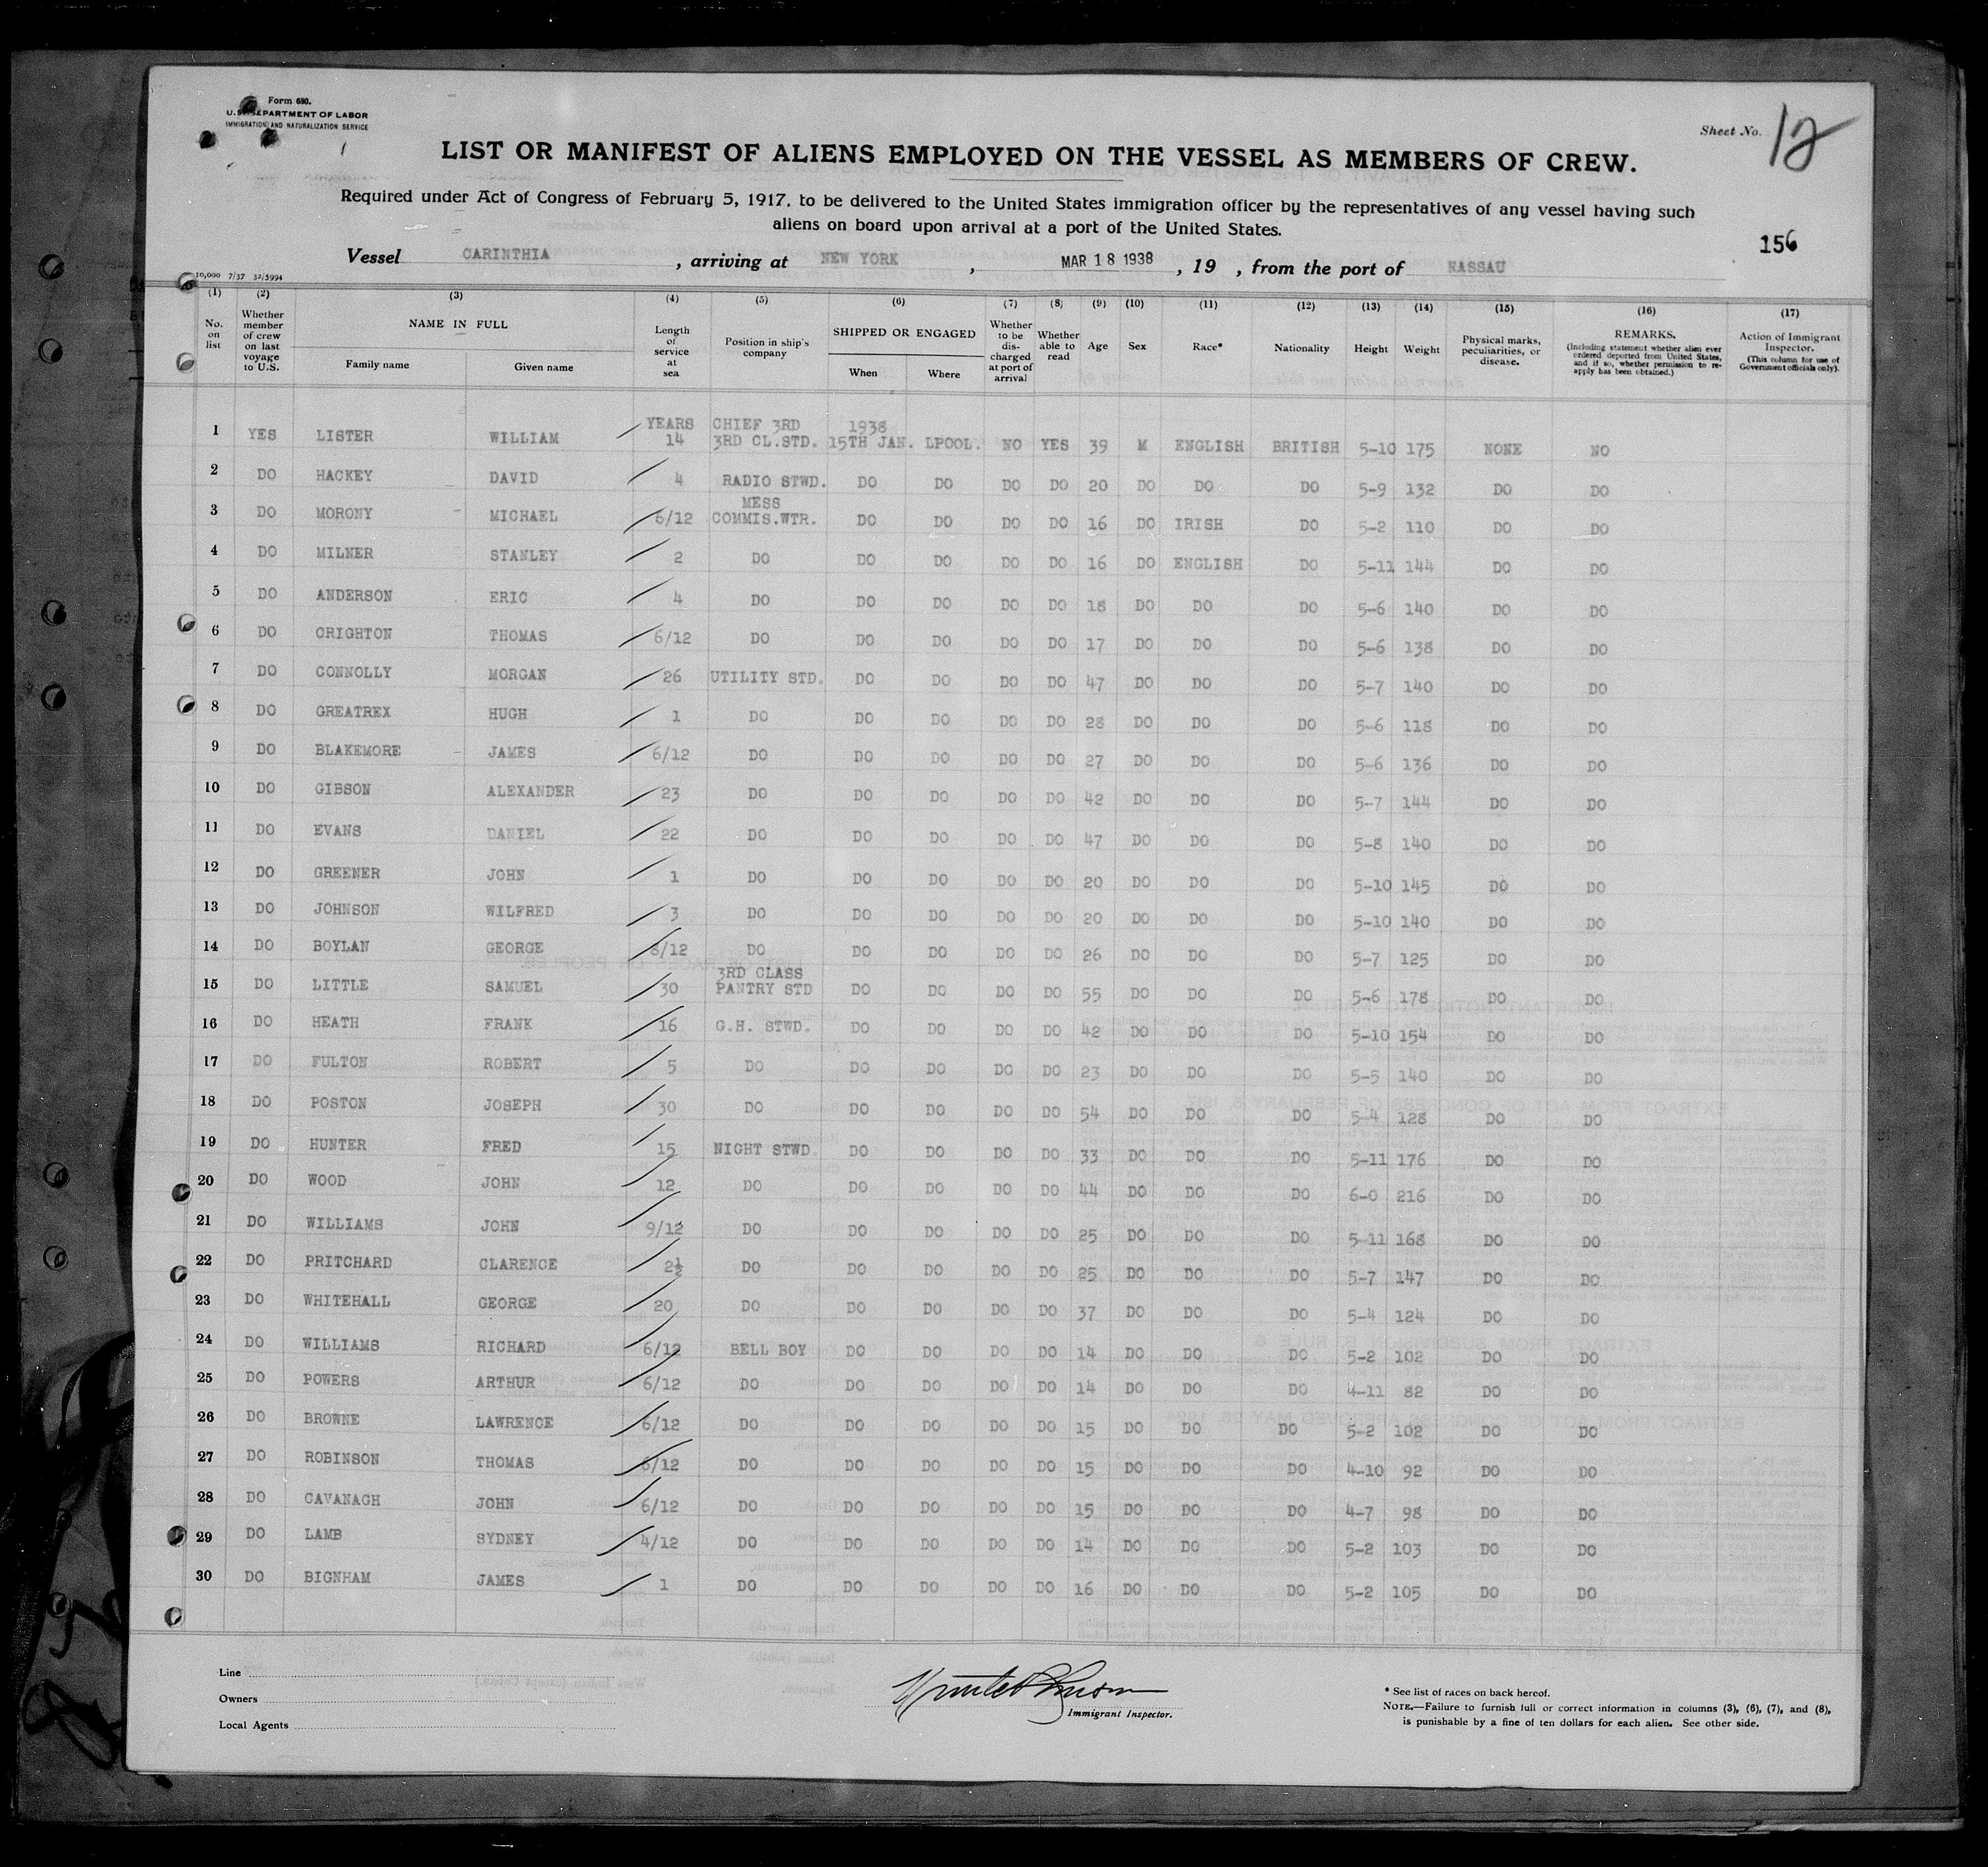 Form 680.
U. S. DEPARTMENT OF LABOR
IMMIGRATION AND NATURALIZATION SERVICE
Sheet No. 12
LIST OR MANIFEST OF ALIENS EMPLOYED ON THE VESSEL AS MEMBERS OF CREW.
Required under Act of Congress of February 5, 1917, to be delivered to the United States immigration officer by the representatives of any vessel having such
aliens on board upon arrival at a port of the United States.
156
Vessel CARINTHIA, arriving at NEW YORK, MAR 18 1938, 19 , from the port of NASSAU
10,000 7/37 32/5994
(1) (2) (3) (4) (5) (6) (7) (8) (9) (10) (11) (12) (13) (14) (15) (16) (17)
No. on list | Whether member of crew on last voyage to U.S. | NAME IN FULL Family name Given name | Length of service at sea | Position in ship's company | SHIPPED OR ENGAGED When Where | Whether to be discharged at port of arrival | Whether able to read | Age | Sex | Race* | Nationality | Height | Weight | Physical marks, peculiarities, or disease. | REMARKS. (Including statement whether alien ever ordered deported from United States, and if so, whether permission to reapply has been obtained.) | Action of Immigrant Inspector. (This column for use of Government officials only).
YEARS CHIEF 3RD 1938
1 YES LISTER WILLIAM 14 3RD CL.STD. 15TH JAN. LPOOL. NO YES 39 M ENGLISH BRITISH 5-10 175 NONE NO
2 DO HACKEY DAVID 4 RADIO STWD. DO DO DO DO 20 DO DO DO 5-9 132 DO DO
MESS
3 DO MORONY MICHAEL 6/12 COMMIS.WTR. DO DO DO DO 16 DO IRISH DO 5-2 110 DO DO
4 DO MILNER STANLEY 2 DO DO DO DO DO 16 DO ENGLISH DO 5-11 144 DO DO
5 DO ANDERSON ERIC 4 DO DO DO DO DO 18 DO DO DO 5-6 140 DO DO
6 DO CRIGHTON THOMAS 6/12 DO DO DO DO DO 17 DO DO DO 5-6 138 DO DO
7 DO CONNOLLY MORGAN 26 UTILITY STD. DO DO DO DO 47 DO DO DO 5-7 140 DO DO
8 DO GREATREX HUGH 1 DO DO DO DO DO 28 DO DO DO 5-6 118 DO DO
9 DO BLAKEMORE JAMES 6/12 DO DO DO DO DO 27 DO DO DO 5-6 136 DO DO
10 DO GIBSON ALEXANDER 23 DO DO DO DO DO 42 DO DO DO 5-7 144 DO DO
11 DO EVANS DANIEL 22 DO DO DO DO DO 47 DO DO DO 5-8 140 DO DO
12 DO GREENER JOHN 1 DO DO DO DO DO 20 DO DO DO 5-10 145 DO DO
13 DO JOHNSON WILFRED 3 DO DO DO DO DO 20 DO DO DO 5-10 140 DO DO
14 DO BOYLAN GEORGE 6/12 DO DO DO DO DO 26 DO DO DO 5-7 125 DO DO
3RD CLASS
15 DO LITTLE SAMUEL 30 PANTRY STD DO DO DO DO 55 DO DO DO 5-6 178 DO DO
16 DO HEATH FRANK 16 G.H. STWD. DO DO DO DO 42 DO DO DO 5-10 154 DO DO
17 DO FULTON ROBERT 5 DO DO DO DO DO 23 DO DO DO 5-5 140 DO DO
18 DO POSTON JOSEPH 30 DO DO DO DO DO 54 DO DO DO 5-4 128 DO DO
19 DO HUNTER FRED 15 NIGHT STWD. DO DO DO DO 33 DO DO DO 5-11 176 DO DO
20 DO WOOD JOHN 12 DO DO DO DO DO 44 DO DO DO 6-0 216 DO DO
21 DO WILLIAMS JOHN 9/12 DO DO DO DO DO 25 DO DO DO 5-11 168 DO DO
22 DO PRITCHARD CLARENCE 2½ DO DO DO DO DO 25 DO DO DO 5-7 147 DO DO
23 DO WHITEHALL GEORGE 20 DO DO DO DO DO 37 DO DO DO 5-4 124 DO DO
24 DO WILLIAMS RICHARD 6/12 BELL BOY DO DO DO DO 14 DO DO DO 5-2 102 DO DO
25 DO POWERS ARTHUR 6/12 DO DO DO DO DO 14 DO DO DO 4-11 82 DO DO
26 DO BROWNE LAWRENCE 6/12 DO DO DO DO DO 15 DO DO DO 5-2 102 DO DO
27 DO ROBINSON THOMAS 6/12 DO DO DO DO DO 15 DO DO DO 4-10 92 DO DO
28 DO CAVANAGH JOHN 6/12 DO DO DO DO DO 15 DO DO DO 4-7 98 DO DO
29 DO LAMB SYDNEY 4/12 DO DO DO DO DO 14 DO DO DO 5-2 103 DO DO
30 DO BIGNHAM JAMES 1 DO DO DO DO DO 16 DO DO DO 5-2 105 DO DO
Line
Owners
Local Agents
Immigrant Inspector.
* See list of races on back hereof.
NOTE.—Failure to furnish full or correct information in columns (3), (6), (7), and (8),
is punishable by a fine of ten dollars for each alien. See other side.